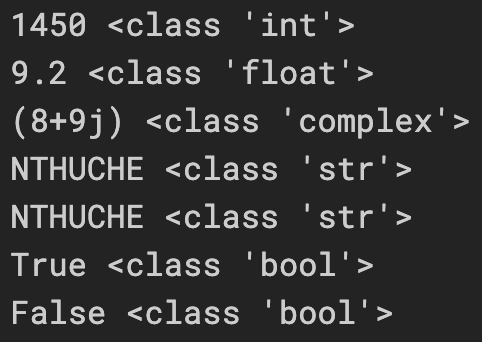 1450 <class 'int'>
9.2 <class 'float'>
(8+9j) <class 'complex'>
NTHUCHE <class 'str'>
NTHUCHE <class 'str'>
True <class 'bool'>
False <class 'bool'>